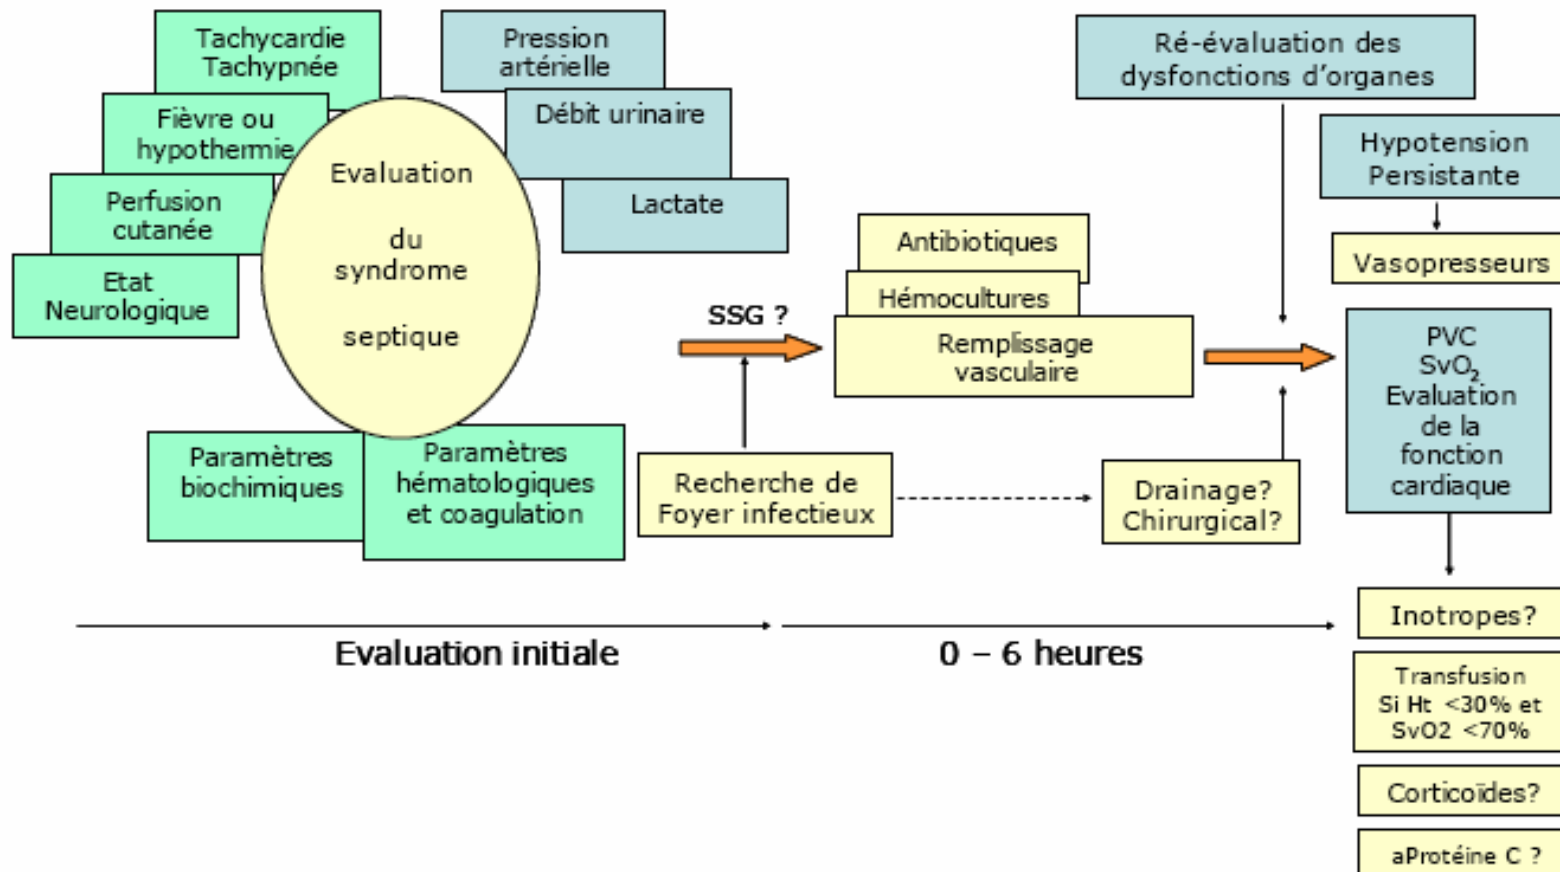 Tachycardie
Tachypnée
Fièvre ou
hypothermie
Perfusion
cutanée
Etat
Neurologique
Evaluation
du
syndrome
septique
Pression
artérielle
Débit urinaire
Lactate
Paramètres
biochimiques
Paramètres
hématologiques
et coagulation
SSG ?
Recherche de
Foyer infectieux
Antibiotiques
Hémocultures
Remplissage
vasculaire
Drainage?
Chirurgical?
Ré-évaluation des
dysfonctions d'organes
Hypotension
Persistante
Vasopresseurs
PVC
SvO₂
Evaluation
de la
fonction
cardiaque
Inotropes?
Transfusion
Si Ht <30% et
SvO2 <70%
Corticoïdes?
aProtéine C ?
Evaluation initiale
0 – 6 heures